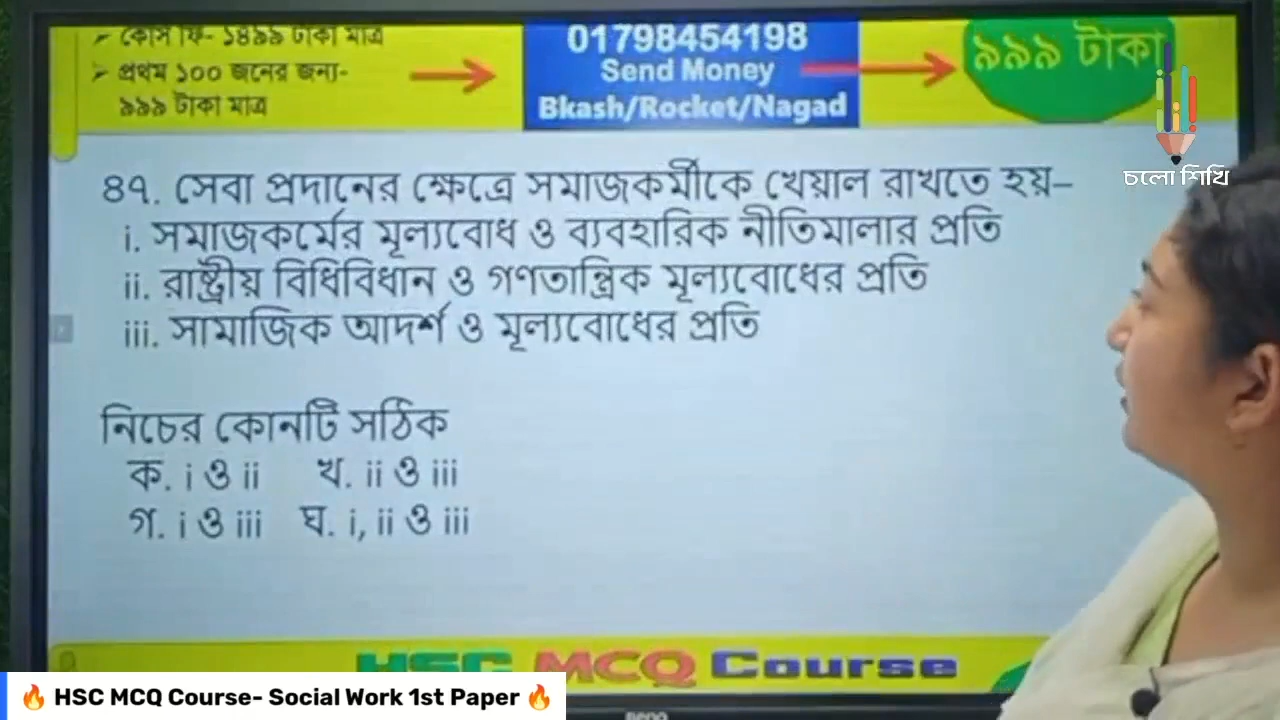 ➢ কোর্স ফি- ১৪৯৯ টাকা মাত্র
➢ প্রথম ১০০ জনের জন্য-
৯৯৯ টাকা মাত্র
01798454198
Send Money
Bkash/Rocket/Nagad
৯৯৯ টাকা
চলো শিখি
৪৭. সেবা প্রদানের ক্ষেত্রে সমাজকর্মীকে খেয়াল রাখতে হয়–
i. সমাজকর্মের মূল্যবোধ ও ব্যবহারিক নীতিমালার প্রতি
ii. রাষ্ট্রীয় বিধিবিধান ও গণতান্ত্রিক মূল্যবোধের প্রতি
iii. সামাজিক আদর্শ ও মূল্যবোধের প্রতি
নিচের কোনটি সঠিক
ক. i ও ii খ. ii ও iii
গ. i ও iii ঘ. i, ii ও iii
HSC MCQ Course
🔥 HSC MCQ Course- Social Work 1st Paper 🔥